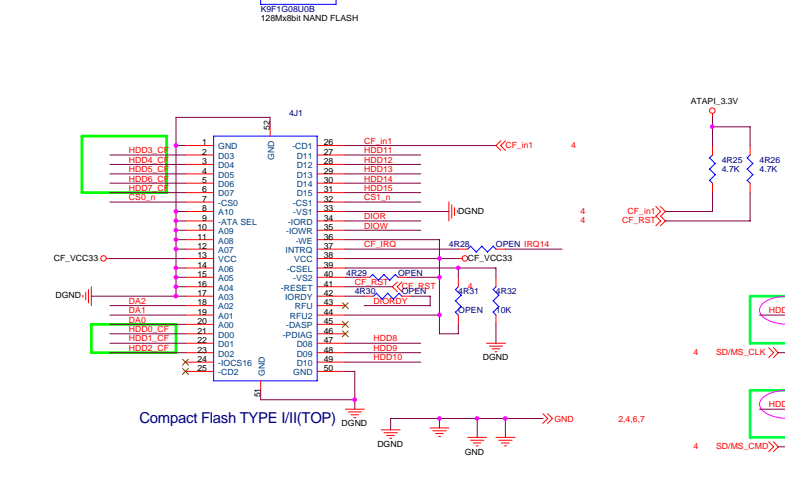 K9F1G08U0B
128Mx8bit NAND FLASH
4J1
ATAPI_3.3V
52
GND
1 GND -CD1 26 CF_in1 CF_in1 4
HDD3_CF 2 D03 D11 27 HDD11
HDD4_CF 3 D04 D12 28 HDD12
HDD5_CF 4 D05 D13 29 HDD13
HDD6_CF 5 D06 D14 30 HDD14
HDD7_CF 6 D07 D15 31 HDD15
CS0_n 7 -CS0 -CS1 32 CS1_n
8 A10 -VS1 33 DGND
9 -ATA SEL -IORD 34 DIOR
10 A09 -IOWR 35 DIOW
11 A08 -WE 36
12 A07 INTRQ 37 CF_IRQ 4R28 OPEN IRQ14
CF_VCC33 13 VCC VCC 38 CF_VCC33
14 A06 -CSEL 39
15 A05 -VS2 40 4R29 OPEN
16 A04 -RESET 41 CF_RST CF_RST 4
DGND 17 A03 IORDY 42 4R30 OPEN
DA2 18 A02 RFU 43 DIORDY
DA1 19 A01 RFU2 44
DA0 20 A00 -DASP 45
HDD0_CF 21 D00 -PDIAG 46
HDD1_CF 22 D01 D08 47 HDD8
HDD2_CF 23 D02 D09 48 HDD9
24 -IOCS16 D10 49 HDD10
25 -CD2 GND 50
GND
51
4R31
OPEN
4R32
10K
DGND
4R25
4.7K
4R26
4.7K
4 CF_in1
4 CF_RST
HDD
4 SD/MS_CLK
HDD
4 SD/MS_CMD
Compact Flash TYPE I/II(TOP)
DGND
DGND
GND
GND 2,4,6,7